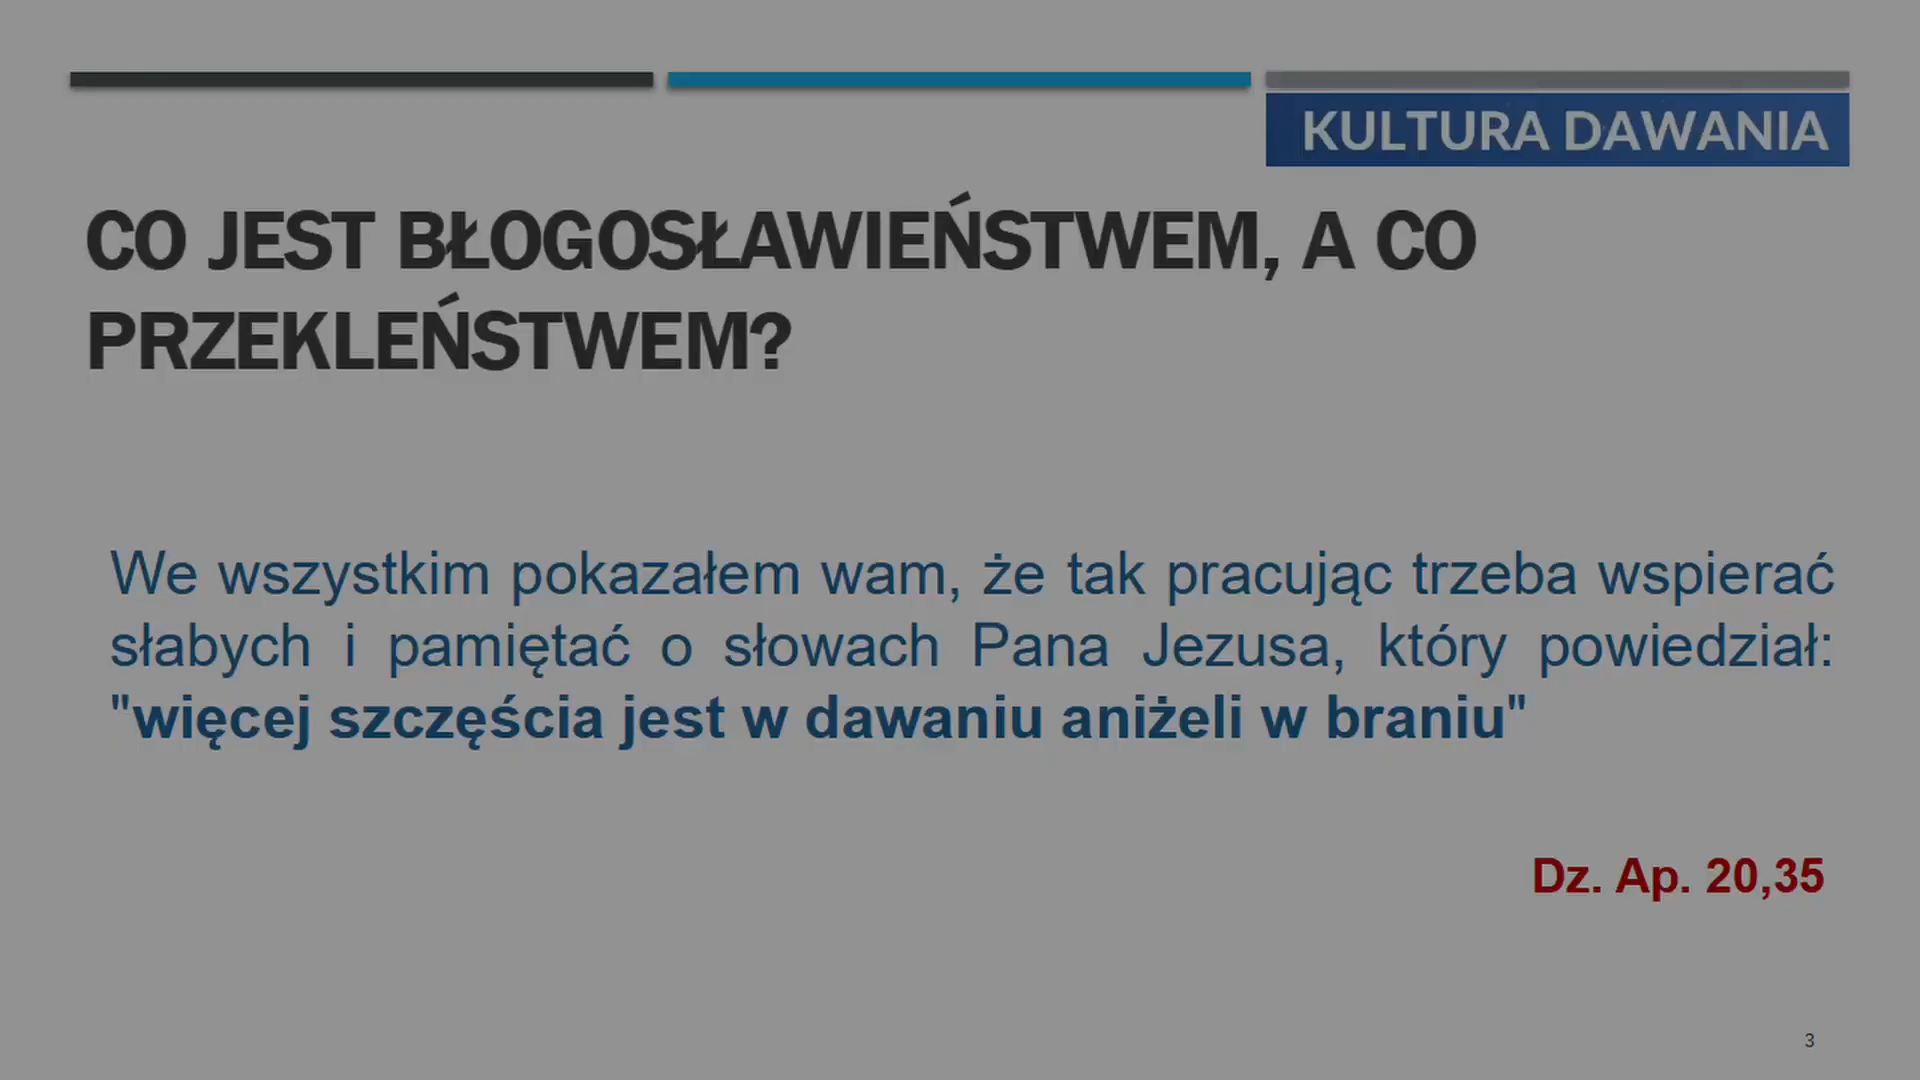 KULTURA DAWANIA
CO JEST BŁOGOSŁAWIEŃSTWEM, A CO
PRZEKLEŃSTWEM?
We wszystkim pokazałem wam, że tak pracując trzeba wspierać
słabych i pamiętać o słowach Pana Jezusa, który powiedział:
"więcej szczęścia jest w dawaniu aniżeli w braniu"
Dz. Ap. 20,35
3